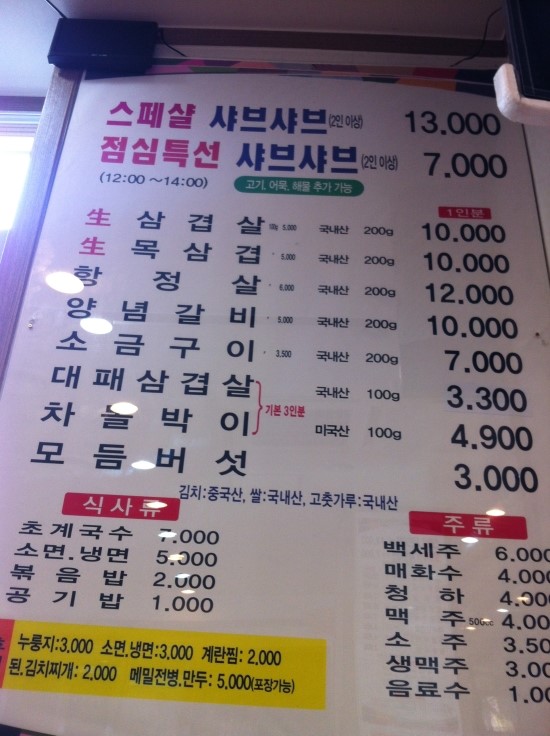 스페샬 샤브샤브(2인 이상) 13.000
점심특선 샤브샤브(2인 이상) 7.000
(12:00 ~14:00) 고기. 어묵, 해물 추가 가능
1인분
生 삼겹살 100g 5,000 국내산 200g 10.000
生 목삼겹 5,000 국내산 200g 10.000
항정살 6,000 국내산 200g 12.000
양념갈비 5,000 국내산 200g 10.000
소금구이 3,500 국내산 200g 7.000
대패삼겹살 국내산 100g 3.300
기본 3인분
차돌박이 미국산 100g 4.900
모듬버섯 3.000
김치:중국산, 쌀:국내산, 고춧가루:국내산
식사류
초계국수 7.000
소면.냉면 5.000
볶음밥 2.000
공기밥 1.000
주류
백세주 6.000
매화수 4.000
청하 4.000
맥주 500cc 4.00
소주 3.50
생맥주 3.00
음료수 1.00
누룽지:3,000 소면.냉면:3,000 계란찜: 2,000
된.김치찌개: 2,000 메밀전병.만두: 5,000(포장가능)